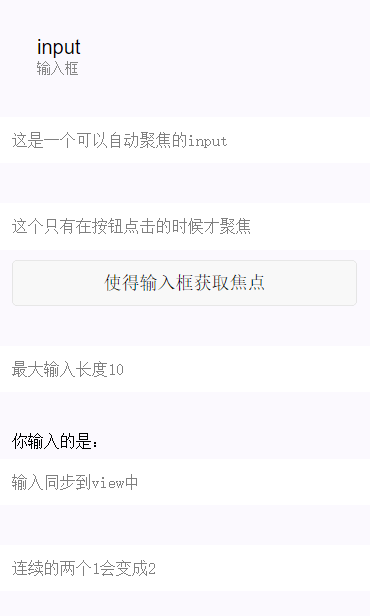 input
输入框
这是一个可以自动聚焦的input
这个只有在按钮点击的时候才聚焦
使得输入框获取焦点
最大输入长度10
你输入的是：
输入同步到view中
连续的两个1会变成2